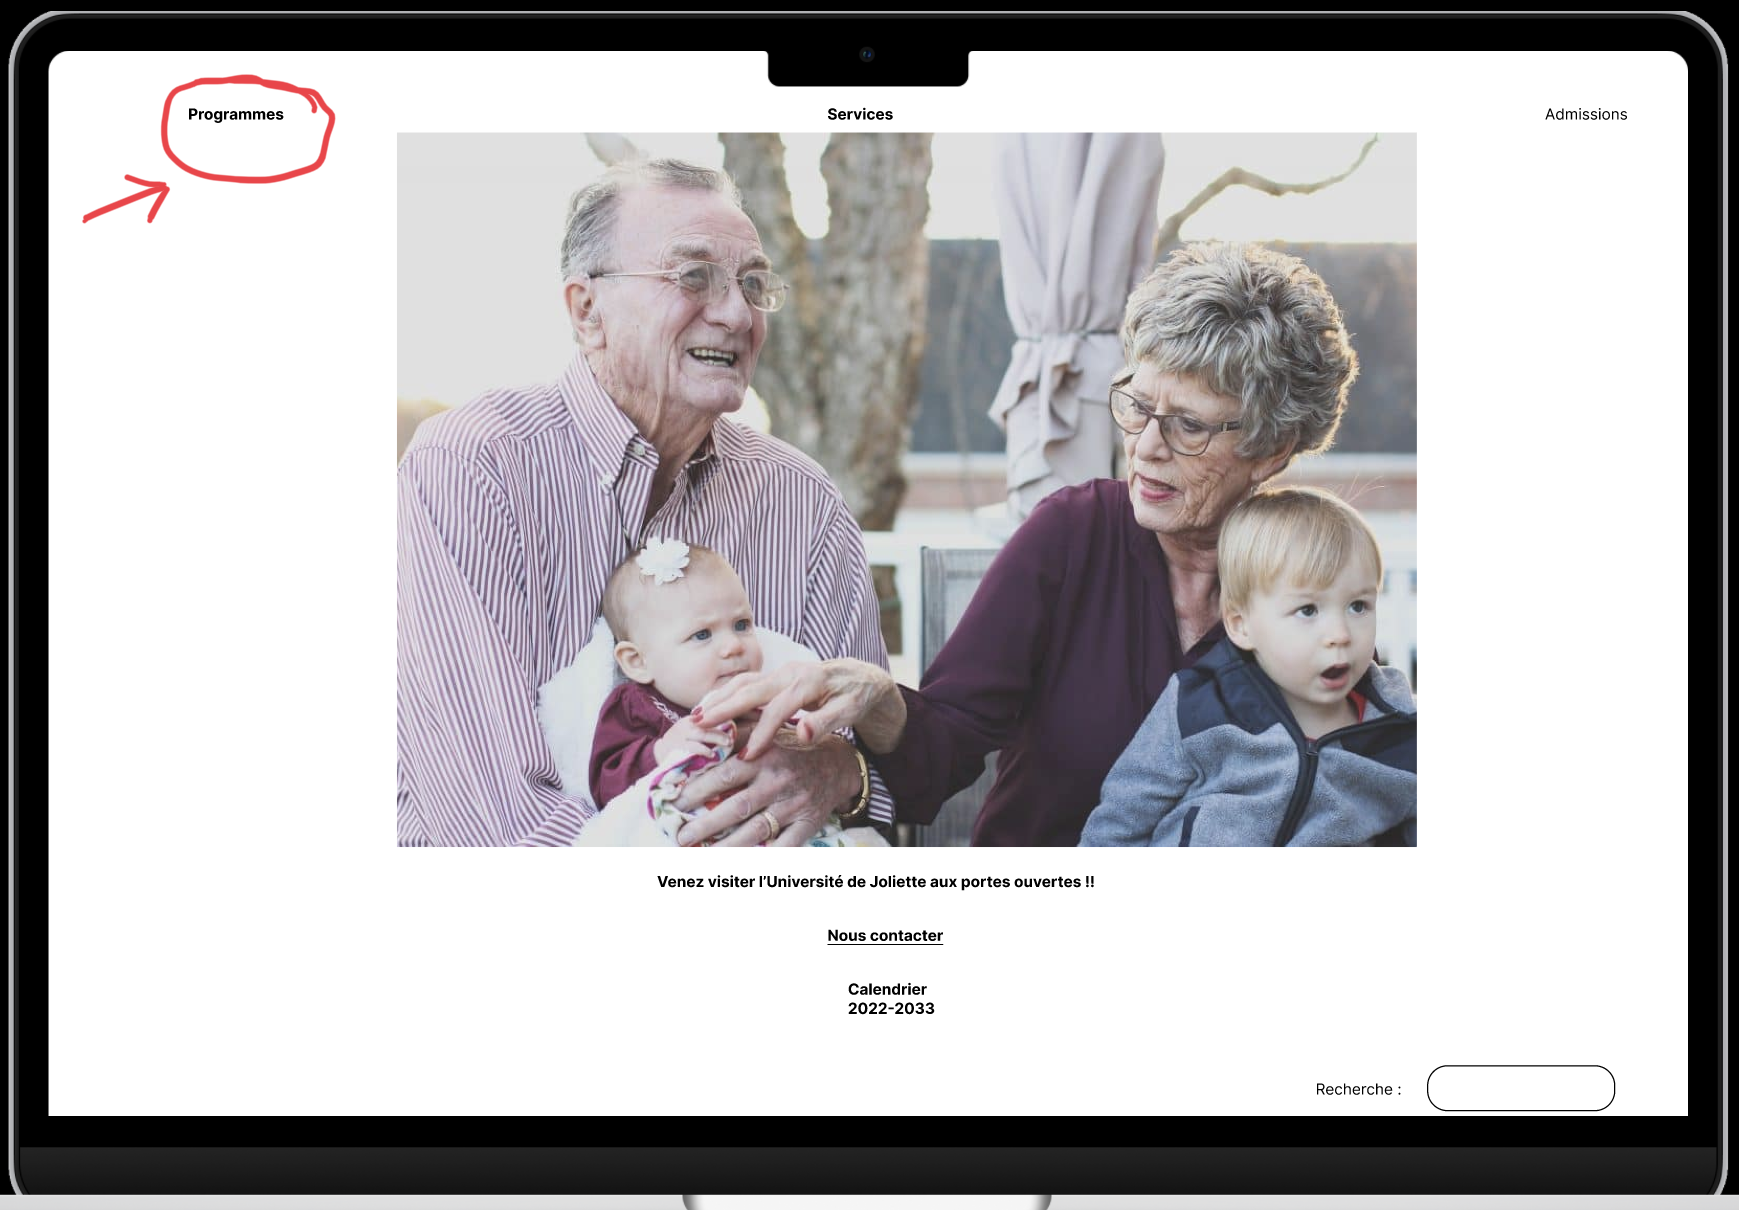 Programmes
Services
Admissions
Venez visiter l’Université de Joliette aux portes ouvertes !!
Nous contacter
Calendrier
2022-2033
Recherche :